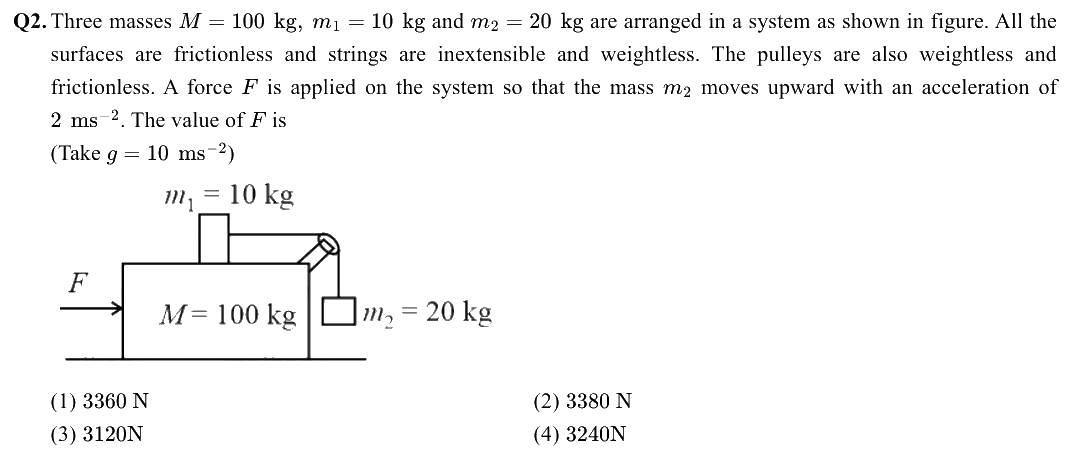 Q2. Three masses M = 100 kg, m₁ = 10 kg and m₂ = 20 kg are arranged in a system as shown in figure. All the
surfaces are frictionless and strings are inextensible and weightless. The pulleys are also weightless and
frictionless. A force F is applied on the system so that the mass m₂ moves upward with an acceleration of
2 ms⁻². The value of F is
(Take g = 10 ms⁻²)
m₁ = 10 kg
F
M = 100 kg
m₂ = 20 kg
(1) 3360 N
(2) 3380 N
(3) 3120N
(4) 3240N